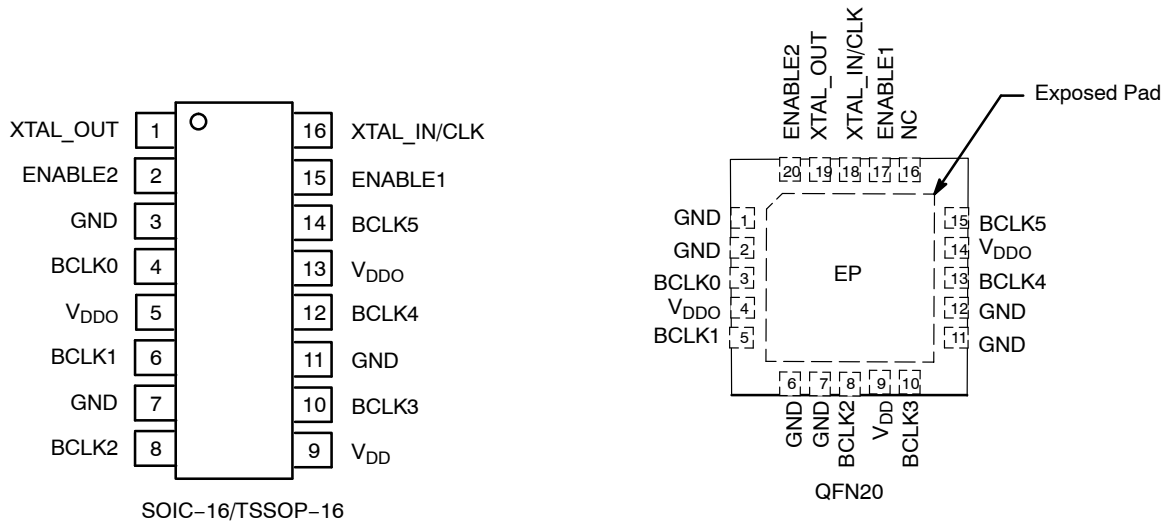 XTAL_OUT 1 16 XTAL_IN/CLK
ENABLE2 2 15 ENABLE1
GND 3 14 BCLK5
BCLK0 4 13 VDDO
VDDO 5 12 BCLK4
BCLK1 6 11 GND
GND 7 10 BCLK3
BCLK2 8 9 VDD
SOIC−16/TSSOP−16
ENABLE2
XTAL_OUT
XTAL_IN/CLK
ENABLE1
NC
Exposed Pad
20 19 18 17 16
GND 1 15 BCLK5
GND 2 14 VDDO
BCLK0 3 EP 13 BCLK4
VDDO 4 12 GND
BCLK1 5 11 GND
6 7 8 9 10
GND
GND
BCLK2
VDD
BCLK3
QFN20